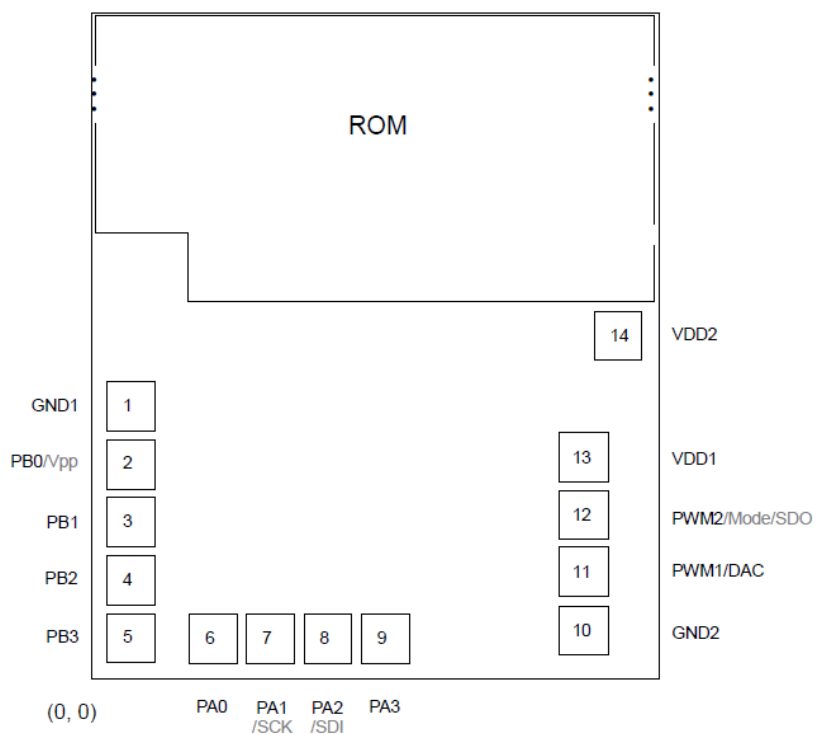 ROM
14 VDD2
GND1 1
PB0/Vpp 2 13 VDD1
PB1 3 12 PWM2/Mode/SDO
PB2 4 11 PWM1/DAC
PB3 5 6 7 8 9 10 GND2
(0, 0) PA0 PA1 PA2 PA3
/SCK /SDI